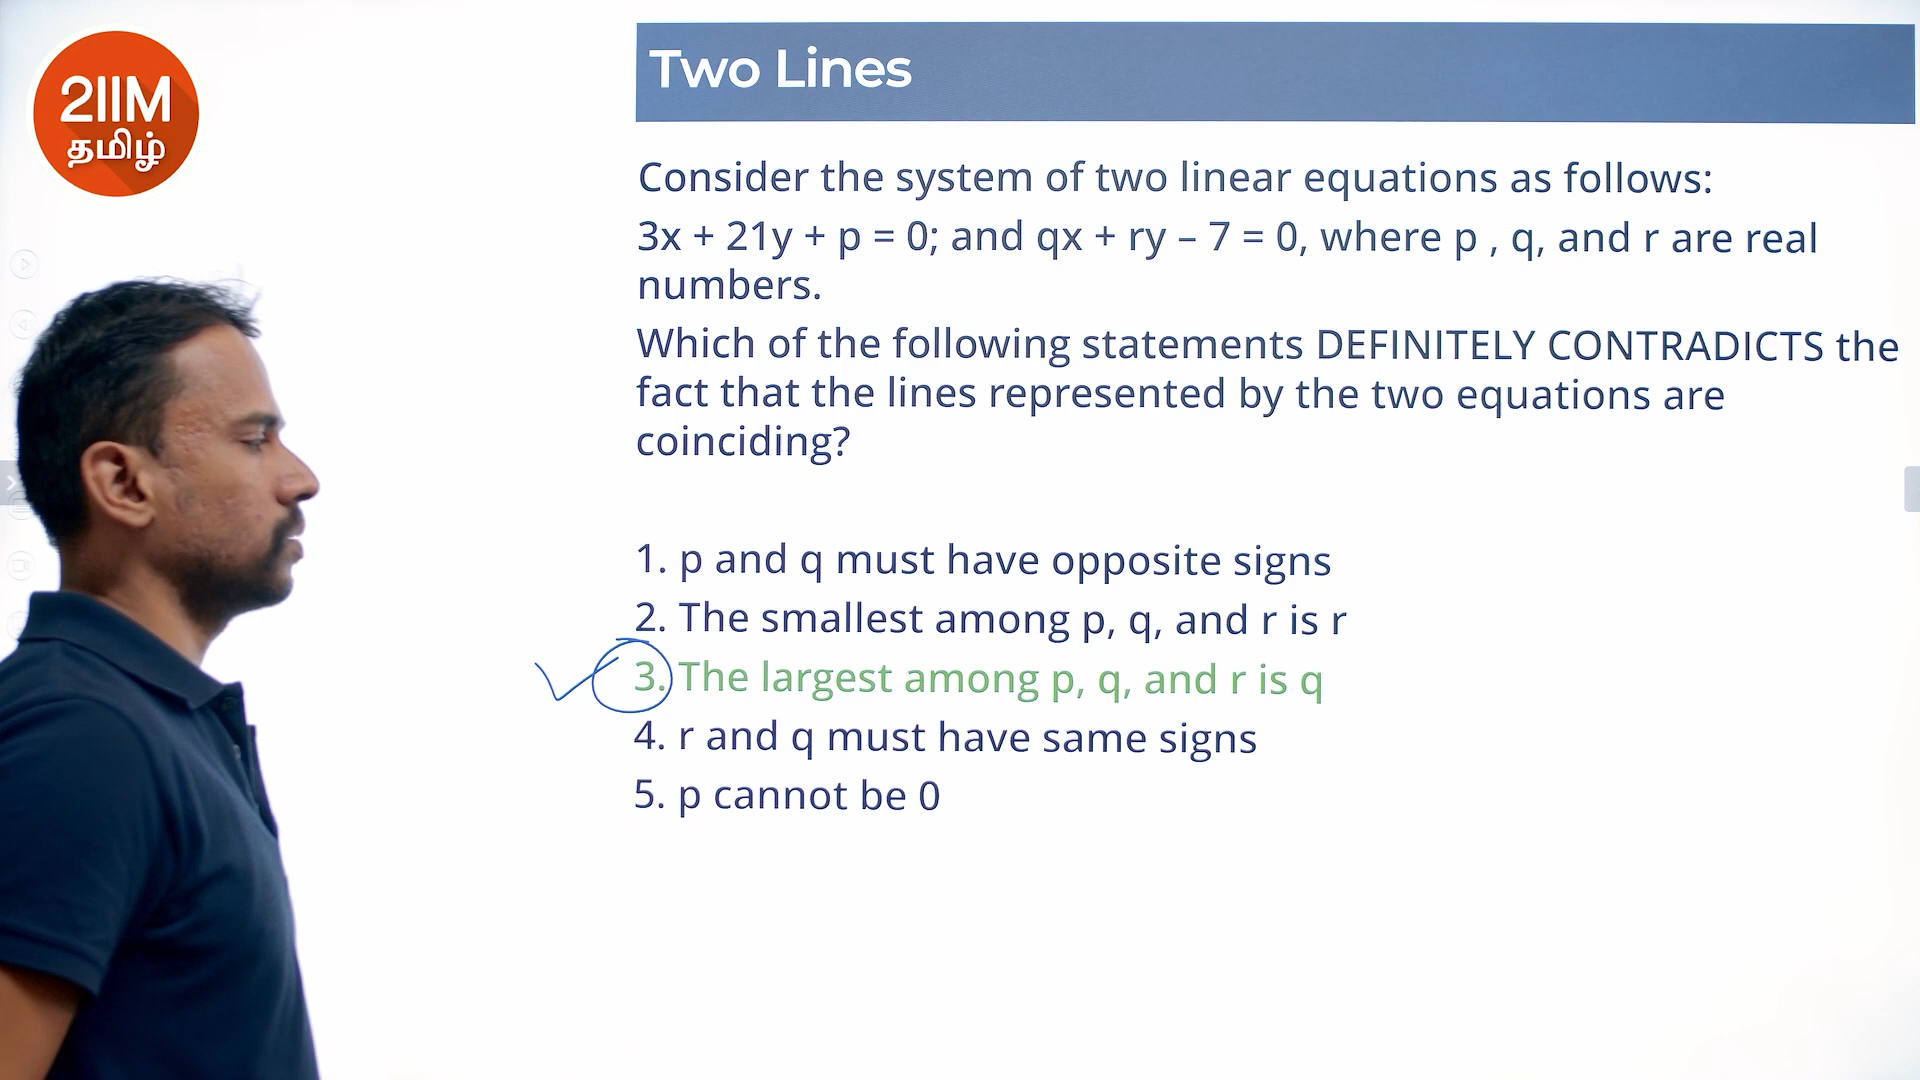 2IIM
தமிழ்
Two Lines
Consider the system of two linear equations as follows:
3x + 21y + p = 0; and qx + ry – 7 = 0, where p , q, and r are real
numbers.
Which of the following statements DEFINITELY CONTRADICTS the
fact that the lines represented by the two equations are
coinciding?
1. p and q must have opposite signs
2. The smallest among p, q, and r is r
3. The largest among p, q, and r is q
4. r and q must have same signs
5. p cannot be 0